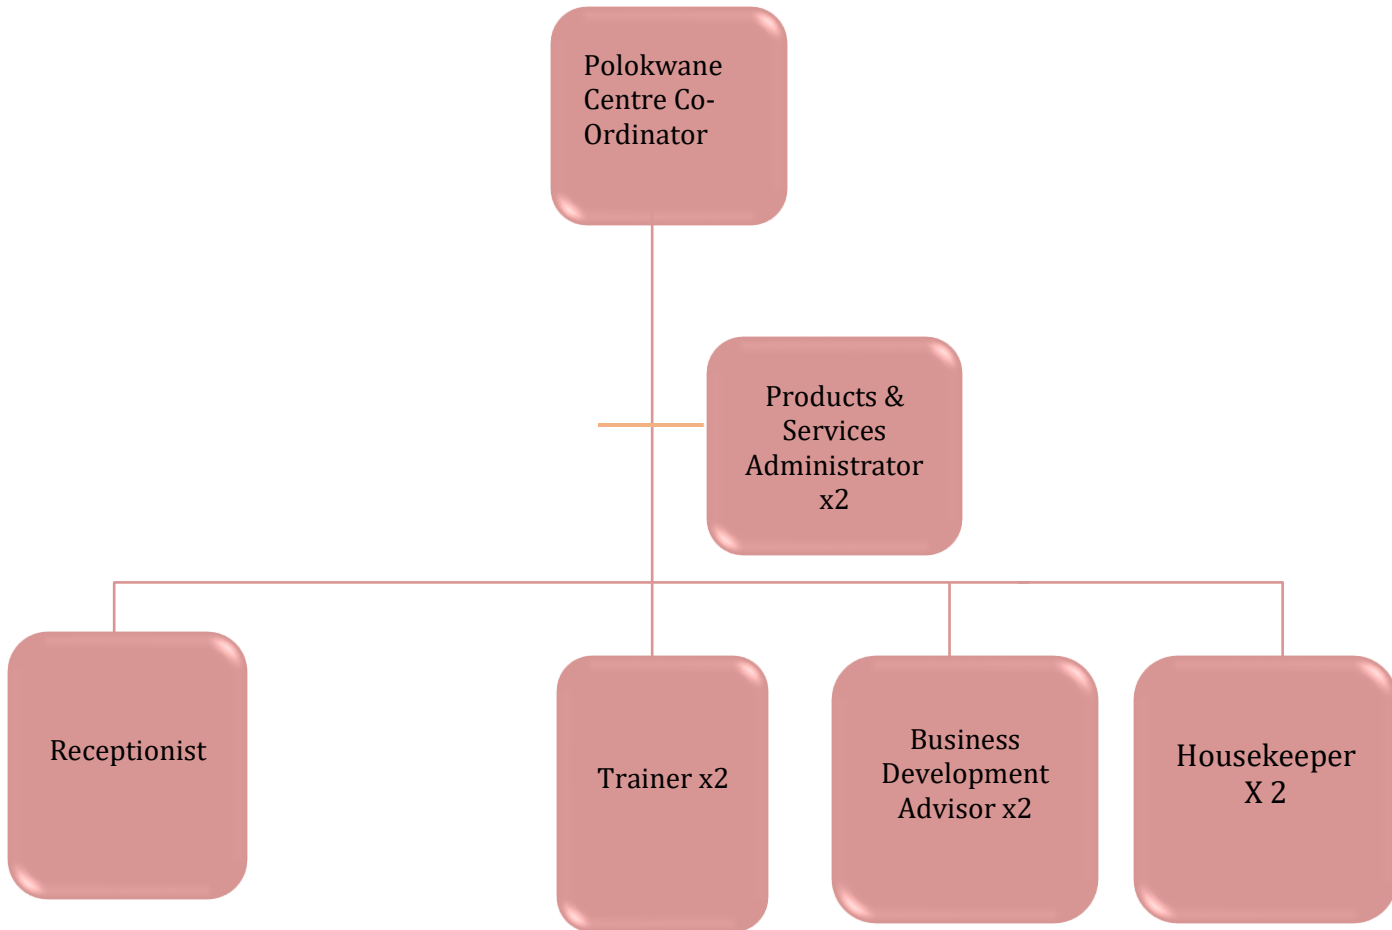 Polokwane
Centre Co-
Ordinator
Products &
Services
Administrator
x2
Receptionist
Trainer x2
Business
Development
Advisor x2
Housekeeper
X 2